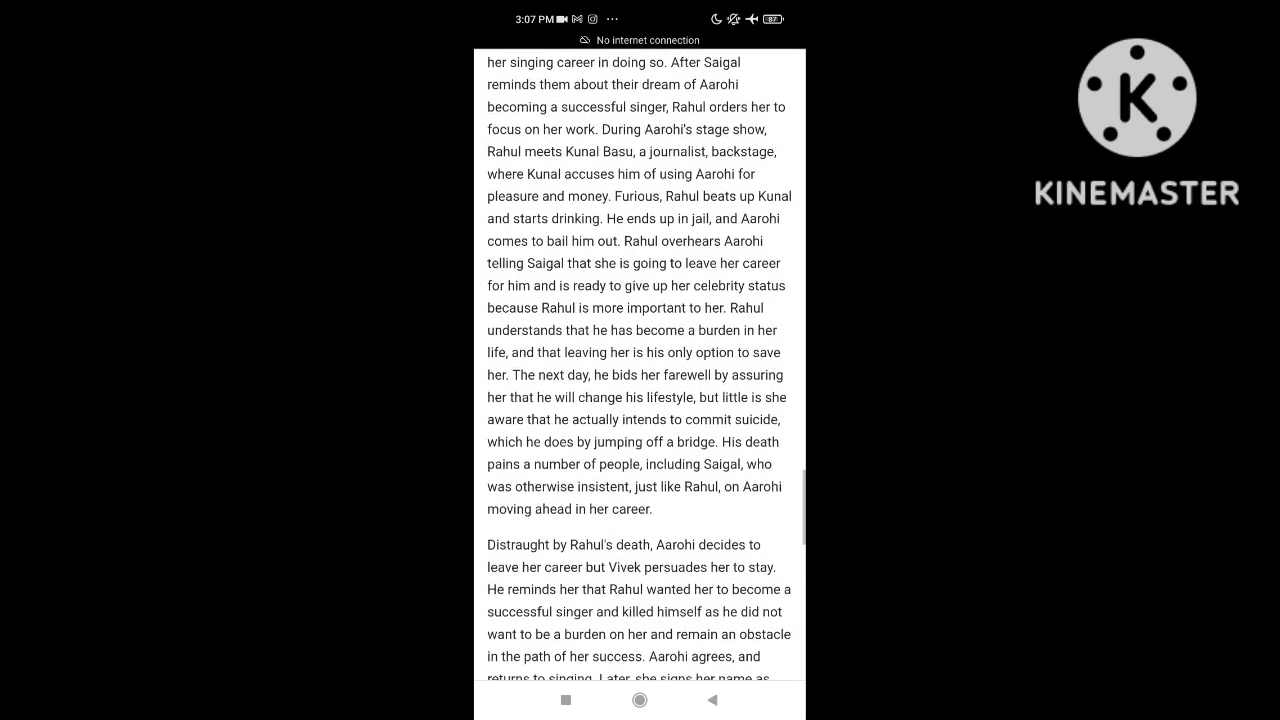 3:07 PM
87
No internet connection
her singing career in doing so. After Saigal
reminds them about their dream of Aarohi
becoming a successful singer, Rahul orders her to
focus on her work. During Aarohi's stage show,
Rahul meets Kunal Basu, a journalist, backstage,
where Kunal accuses him of using Aarohi for
pleasure and money. Furious, Rahul beats up Kunal
and starts drinking. He ends up in jail, and Aarohi
comes to bail him out. Rahul overhears Aarohi
telling Saigal that she is going to leave her career
for him and is ready to give up her celebrity status
because Rahul is more important to her. Rahul
understands that he has become a burden in her
life, and that leaving her is his only option to save
her. The next day, he bids her farewell by assuring
her that he will change his lifestyle, but little is she
aware that he actually intends to commit suicide,
which he does by jumping off a bridge. His death
pains a number of people, including Saigal, who
was otherwise insistent, just like Rahul, on Aarohi
moving ahead in her career.
Distraught by Rahul's death, Aarohi decides to
leave her career but Vivek persuades her to stay.
He reminds her that Rahul wanted her to become a
successful singer and killed himself as he did not
want to be a burden on her and remain an obstacle
in the path of her success. Aarohi agrees, and
returns to singing. Later, she signs her name as
K
KINEMASTER